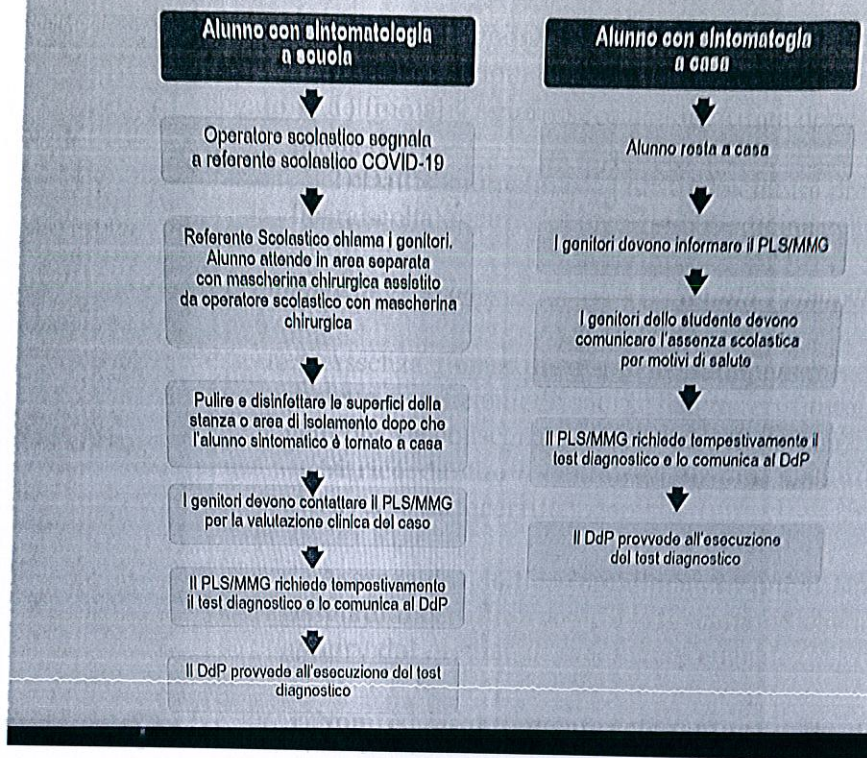 Alunno con sintomatologia
a scuola
Operatore scolastico segnala
a referente scolastico COVID-19
Referente Scolastico chiama i genitori.
Alunno attende in area separata
con mascherina chirurgica assistito
da operatore scolastico con mascherina
chirurgica
Pulire e disinfettare le superfici della
stanza o area di isolamento dopo che
l'alunno sintomatico è tornato a casa
I genitori devono contattare il PLS/MMG
per la valutazione clinica del caso
Il PLS/MMG richiede tempestivamente
il test diagnostico e lo comunica al DdP
Il DdP provvede all'esecuzione del test
diagnostico
Alunno con sintomatogia
a casa
Alunno resta a casa
I genitori devono informare il PLS/MMG
I genitori dello studente devono
comunicare l'assenza scolastica
per motivi di salute
Il PLS/MMG richiede tempestivamente il
test diagnostico e lo comunica al DdP
Il DdP provvede all'esecuzione
del test diagnostico